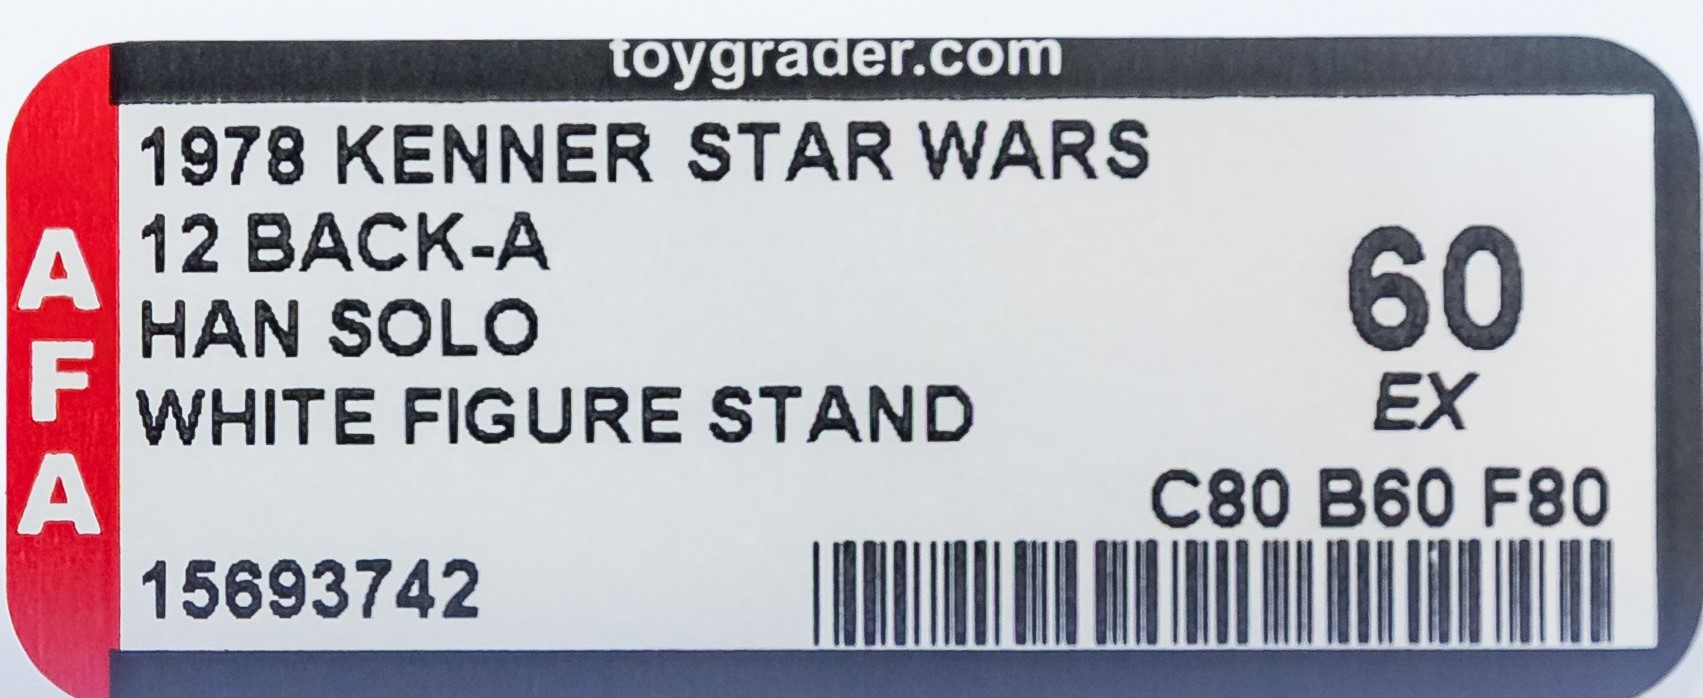 toygrader.com
AFA
1978 KENNER STAR WARS
12 BACK-A
HAN SOLO
WHITE FIGURE STAND
60
EX
C80 B60 F80
15693742